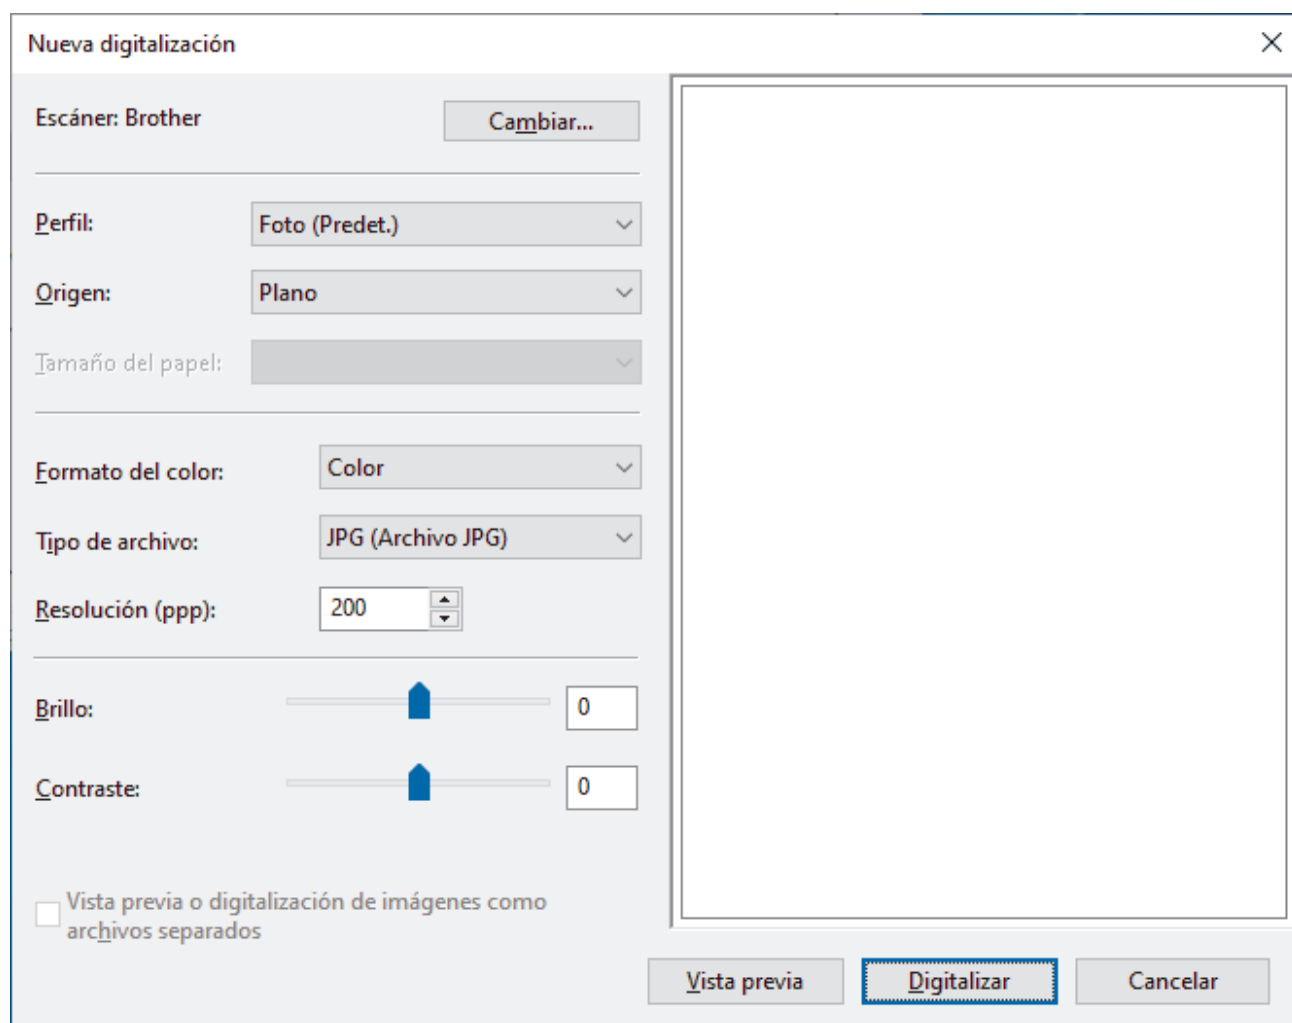 Nueva digitalización
Escáner: Brother
Cambiar...
Perfil:
Foto (Predet.)
Origen:
Plano
Tamaño del papel:
Formato del color:
Color
Tipo de archivo:
JPG (Archivo JPG)
Resolución (ppp):
200
Brillo:
0
Contraste:
0
Vista previa o digitalización de imágenes como
archivos separados
Vista previa
Digitalizar
Cancelar